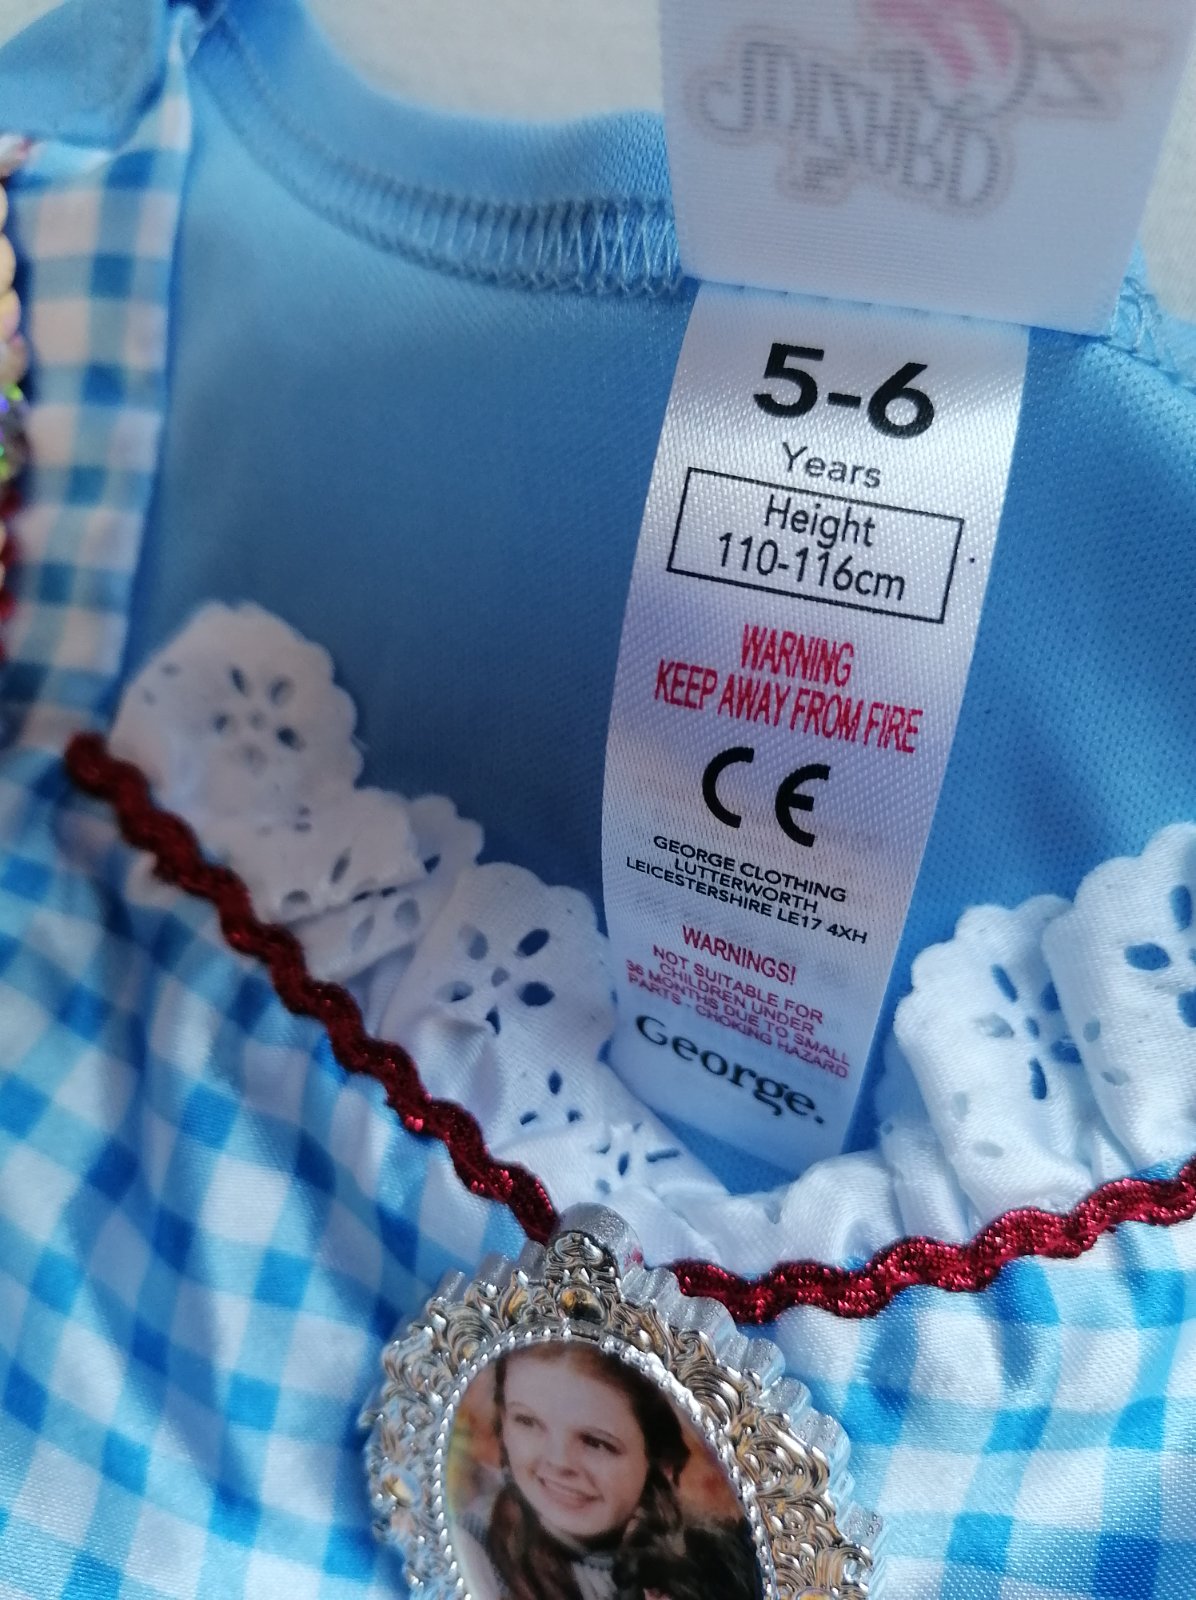 5-6
Years
Height
110-116cm
WARNING
KEEP AWAY FROM FIRE
CE
GEORGE CLOTHING
LUTTERWORTH
LEICESTERSHIRE LE17 4XH
WARNINGS!
NOT SUITABLE FOR
CHILDREN UNDER
36 MONTHS DUE TO SMALL
PARTS - CHOKING HAZARD
George.